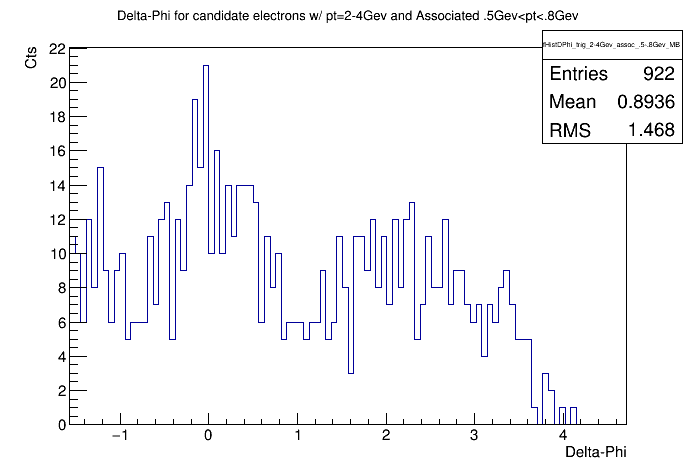 Delta-Phi for candidate electrons w/ pt=2-4Gev and Associated .5Gev<pt<.8Gev
fHistDPhi_trig_2-4Gev_assoc_.5-.8Gev_MB
Entries 922
Mean 0.8936
RMS 1.468
Cts
22
20
18
16
14
12
10
8
6
4
2
0
−1 0 1 2 3 4
Delta-Phi